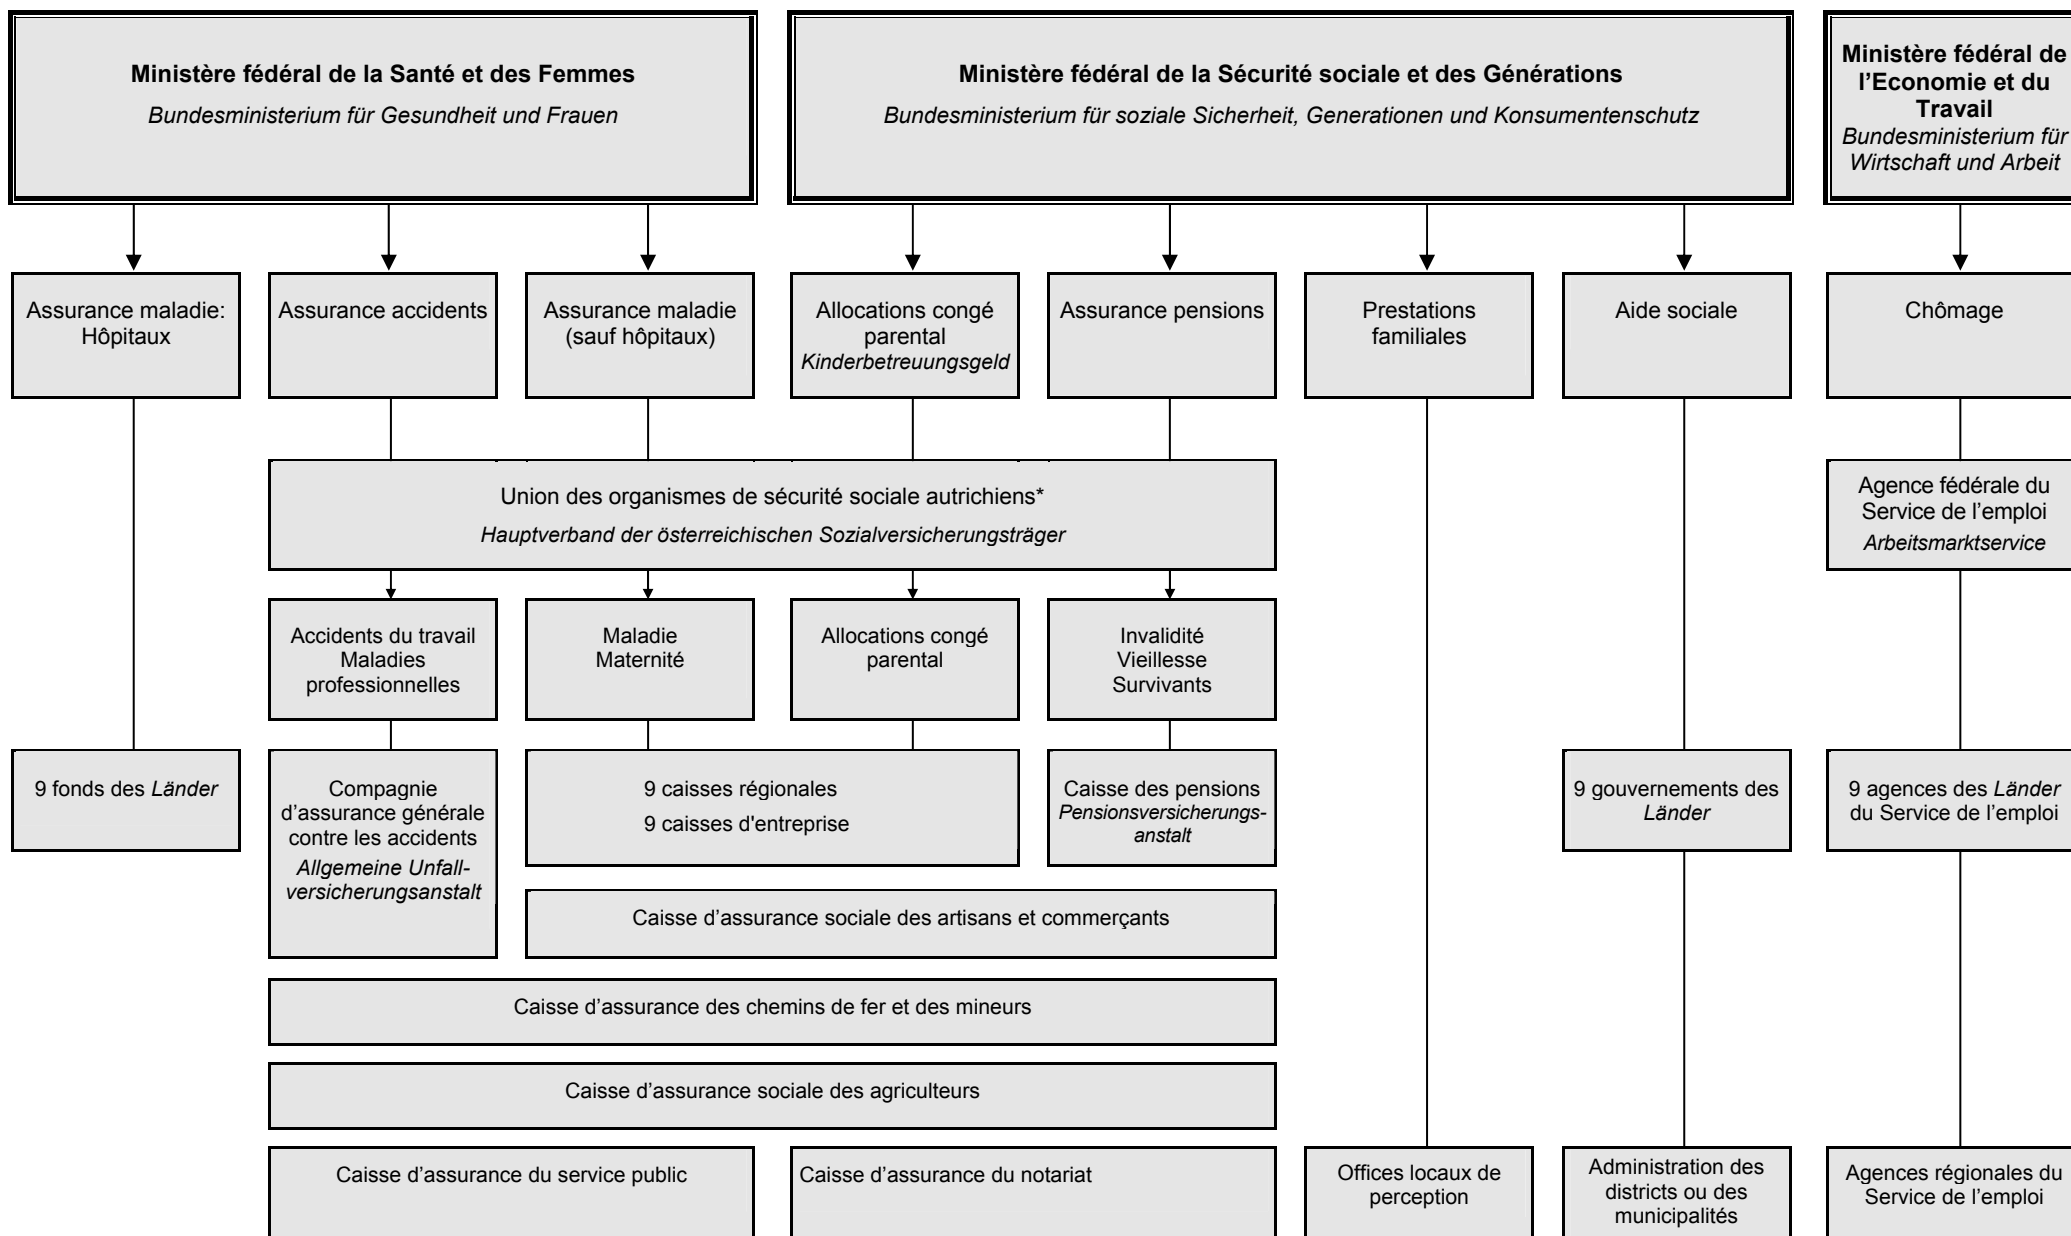 Ministère fédéral de la Santé et des Femmes
Bundesministerium für Gesundheit und Frauen
Ministère fédéral de la Sécurité sociale et des Générations
Bundesministerium für soziale Sicherheit, Generationen und Konsumentenschutz
Ministère fédéral de
l’Economie et du
Travail
Bundesministerium für
Wirtschaft und Arbeit
Assurance maladie:
Hôpitaux
Assurance accidents
Assurance maladie
(sauf hôpitaux)
Allocations congé
parental
Kinderbetreuungsgeld
Assurance pensions
Prestations
familiales
Aide sociale
Chômage
Union des organismes de sécurité sociale autrichiens*
Hauptverband der österreichischen Sozialversicherungsträger
Agence fédérale du
Service de l’emploi
Arbeitsmarktservice
Accidents du travail
Maladies
professionnelles
Maladie
Maternité
Allocations congé
parental
Invalidité
Vieillesse
Survivants
9 fonds des Länder
Compagnie
d’assurance générale
contre les accidents
Allgemeine Unfall-
versicherungsanstalt
9 caisses régionales
9 caisses d'entreprise
Caisse des pensions
Pensionsversicherungs-
anstalt
9 gouvernements des
Länder
9 agences des Länder
du Service de l’emploi
Caisse d’assurance sociale des artisans et commerçants
Caisse d’assurance des chemins de fer et des mineurs
Caisse d’assurance sociale des agriculteurs
Caisse d’assurance du service public
Caisse d’assurance du notariat
Offices locaux de
perception
Administration des
districts ou des
municipalités
Agences régionales du
Service de l’emploi